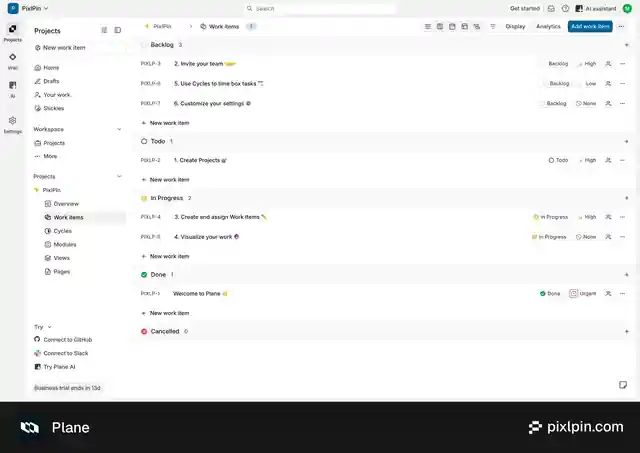 PixlPin
Search
Get started
AI assistant
M
Projects
Wiki
AI
Settings
Projects
New work item
Home
Drafts
Your work
Stickies
Workspace
Projects
More
Projects
PixlPin
Overview
Work items
Cycles
Modules
Views
Pages
Try
Connect to GitHub
Connect to Slack
Try Plane AI
Business trial ends in 13d
PixlPin
Work items
Display
Analytics
Add work item
Backlog 3
PIXLP-3 2. Invite your team Backlog High
PIXLP-6 5. Use Cycles to time box tasks Backlog Low
PIXLP-7 6. Customize your settings Backlog None
New work item
Todo 1
PIXLP-2 1. Create Projects Todo High
New work item
In Progress 2
PIXLP-4 3. Create and assign Work Items In Progress High
PIXLP-5 4. Visualize your work In Progress None
New work item
Done 1
PIXLP-1 Welcome to Plane Done Urgent
New work item
Cancelled 0
Plane
pixlpin.com